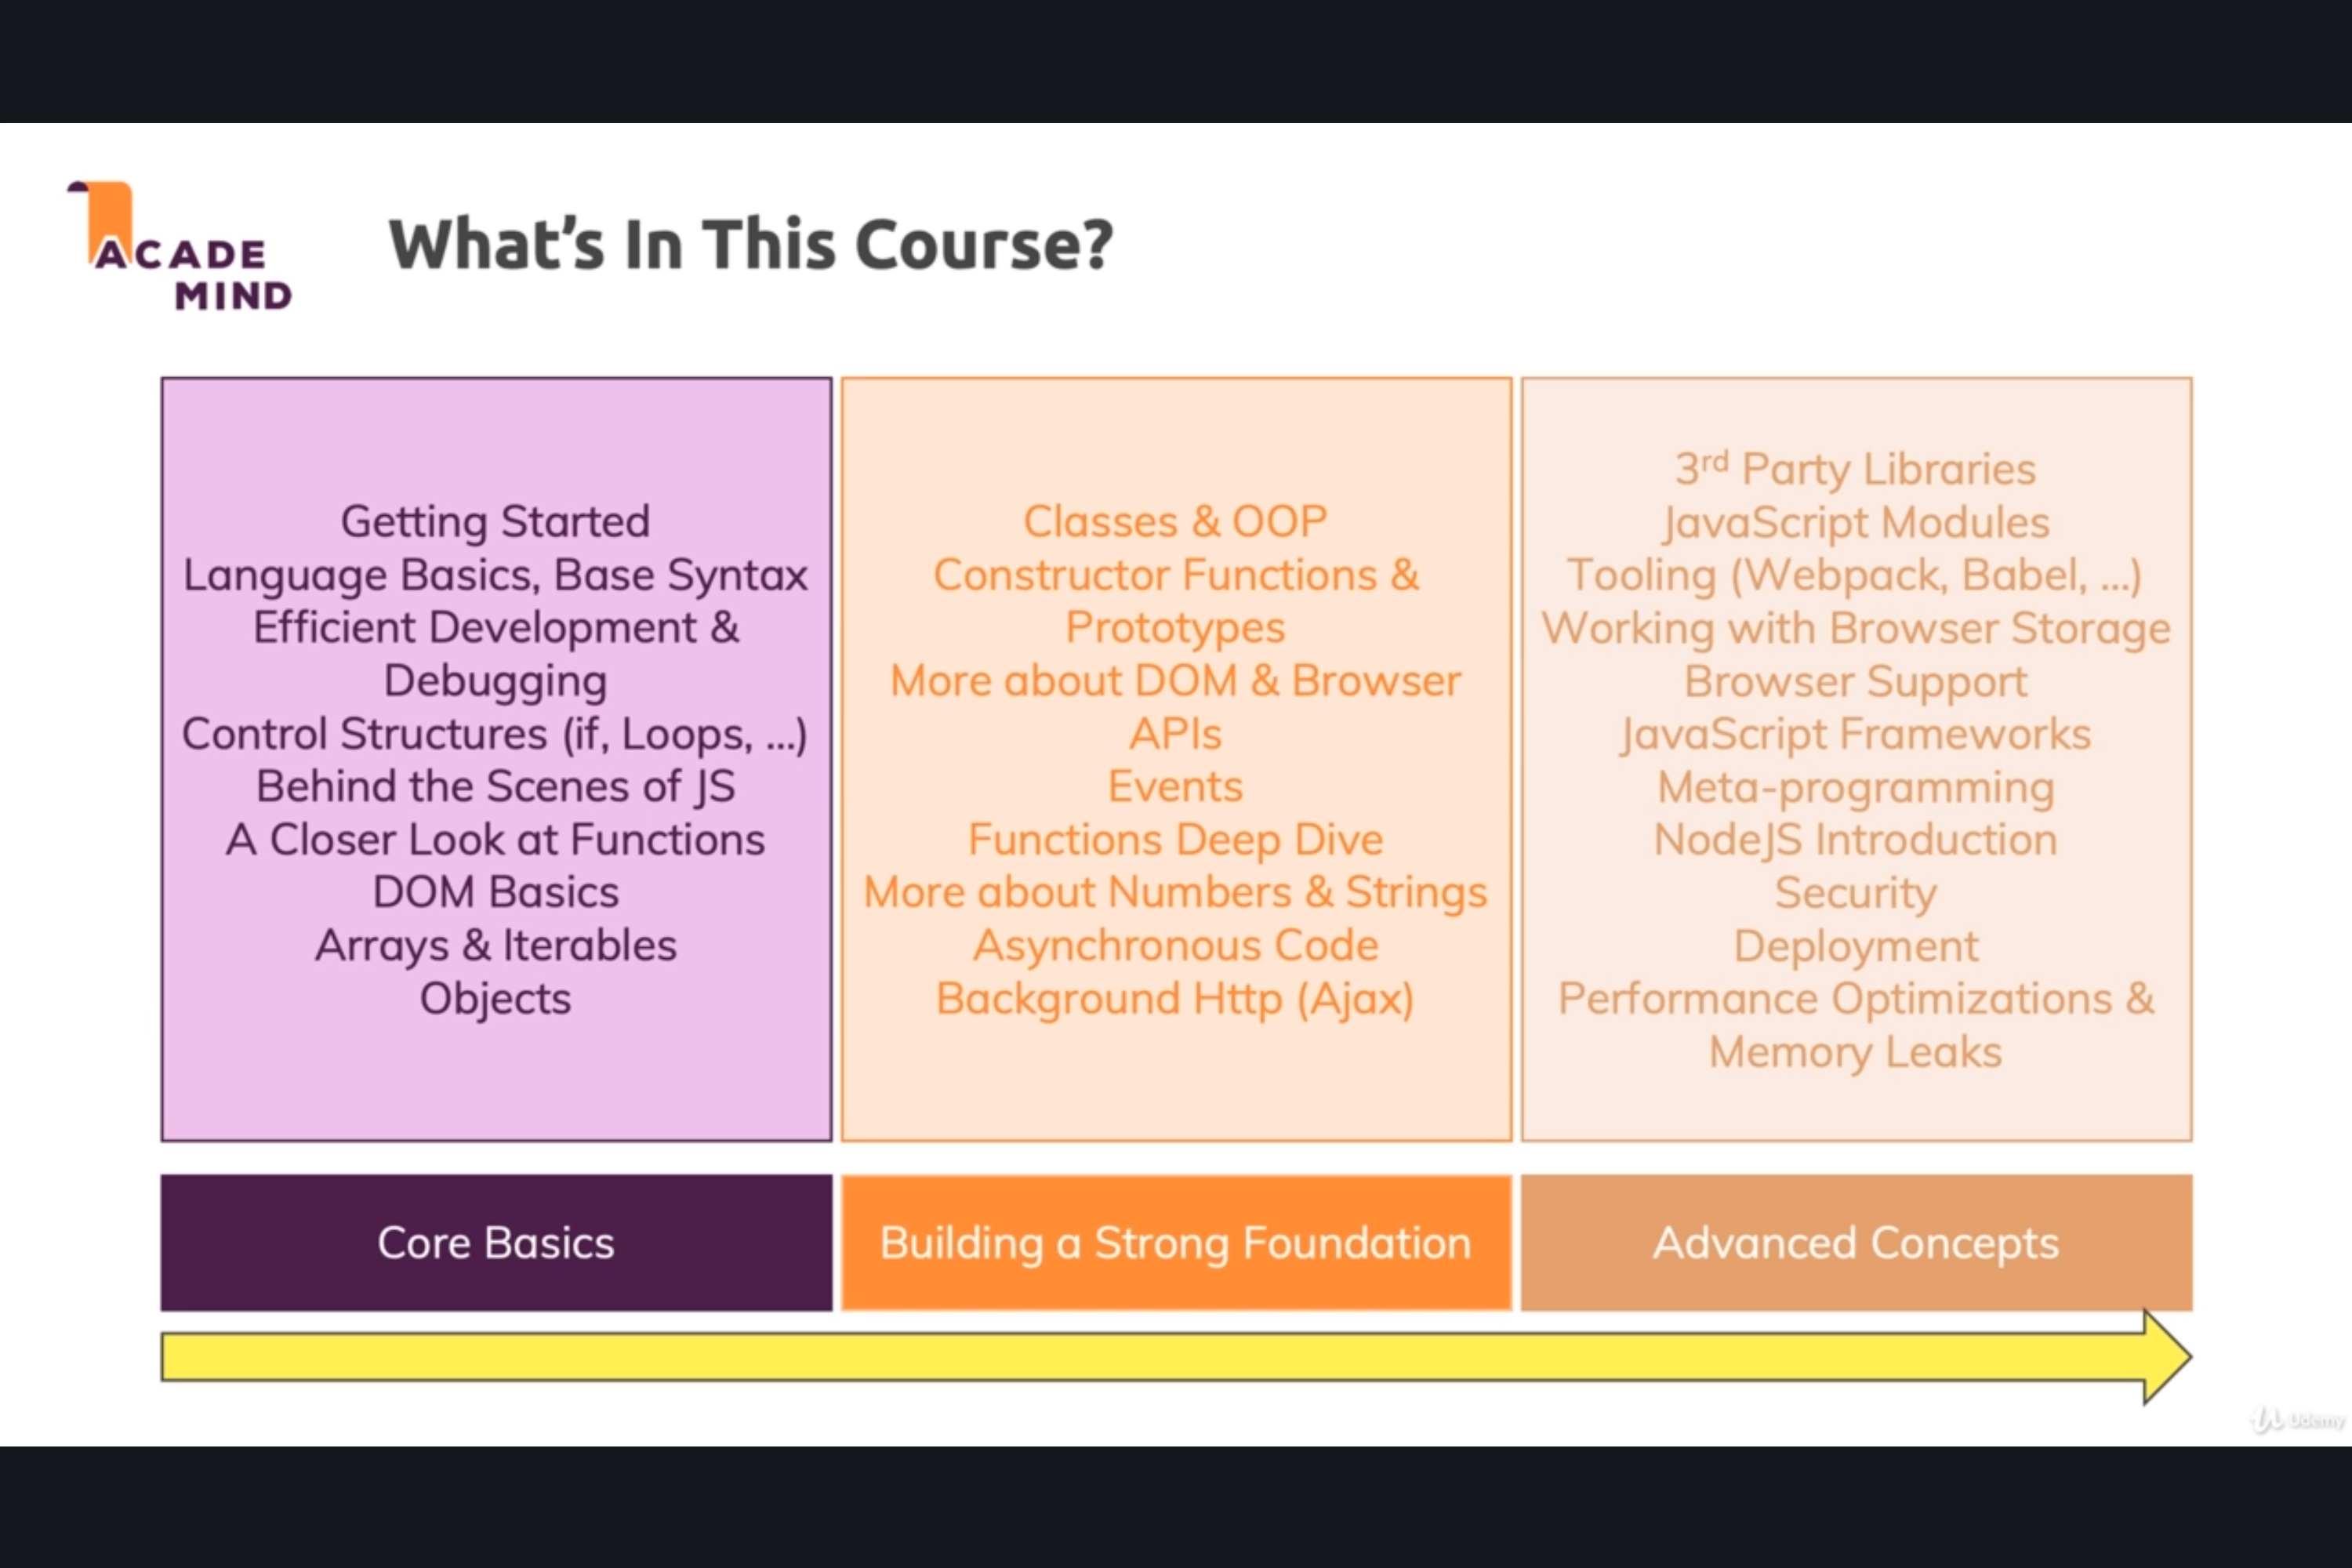 ACADE
MIND
What's In This Course?
Getting Started
Language Basics, Base Syntax
Efficient Development &
Debugging
Control Structures (if, Loops, ...)
Behind the Scenes of JS
A Closer Look at Functions
DOM Basics
Arrays & Iterables
Objects
Classes & OOP
Constructor Functions &
Prototypes
More about DOM & Browser
APIs
Events
Functions Deep Dive
More about Numbers & Strings
Asynchronous Code
Background Http (Ajax)
3rd Party Libraries
JavaScript Modules
Tooling (Webpack, Babel, ...)
Working with Browser Storage
Browser Support
JavaScript Frameworks
Meta-programming
NodeJS Introduction
Security
Deployment
Performance Optimizations &
Memory Leaks
Core Basics
Building a Strong Foundation
Advanced Concepts
Udemy